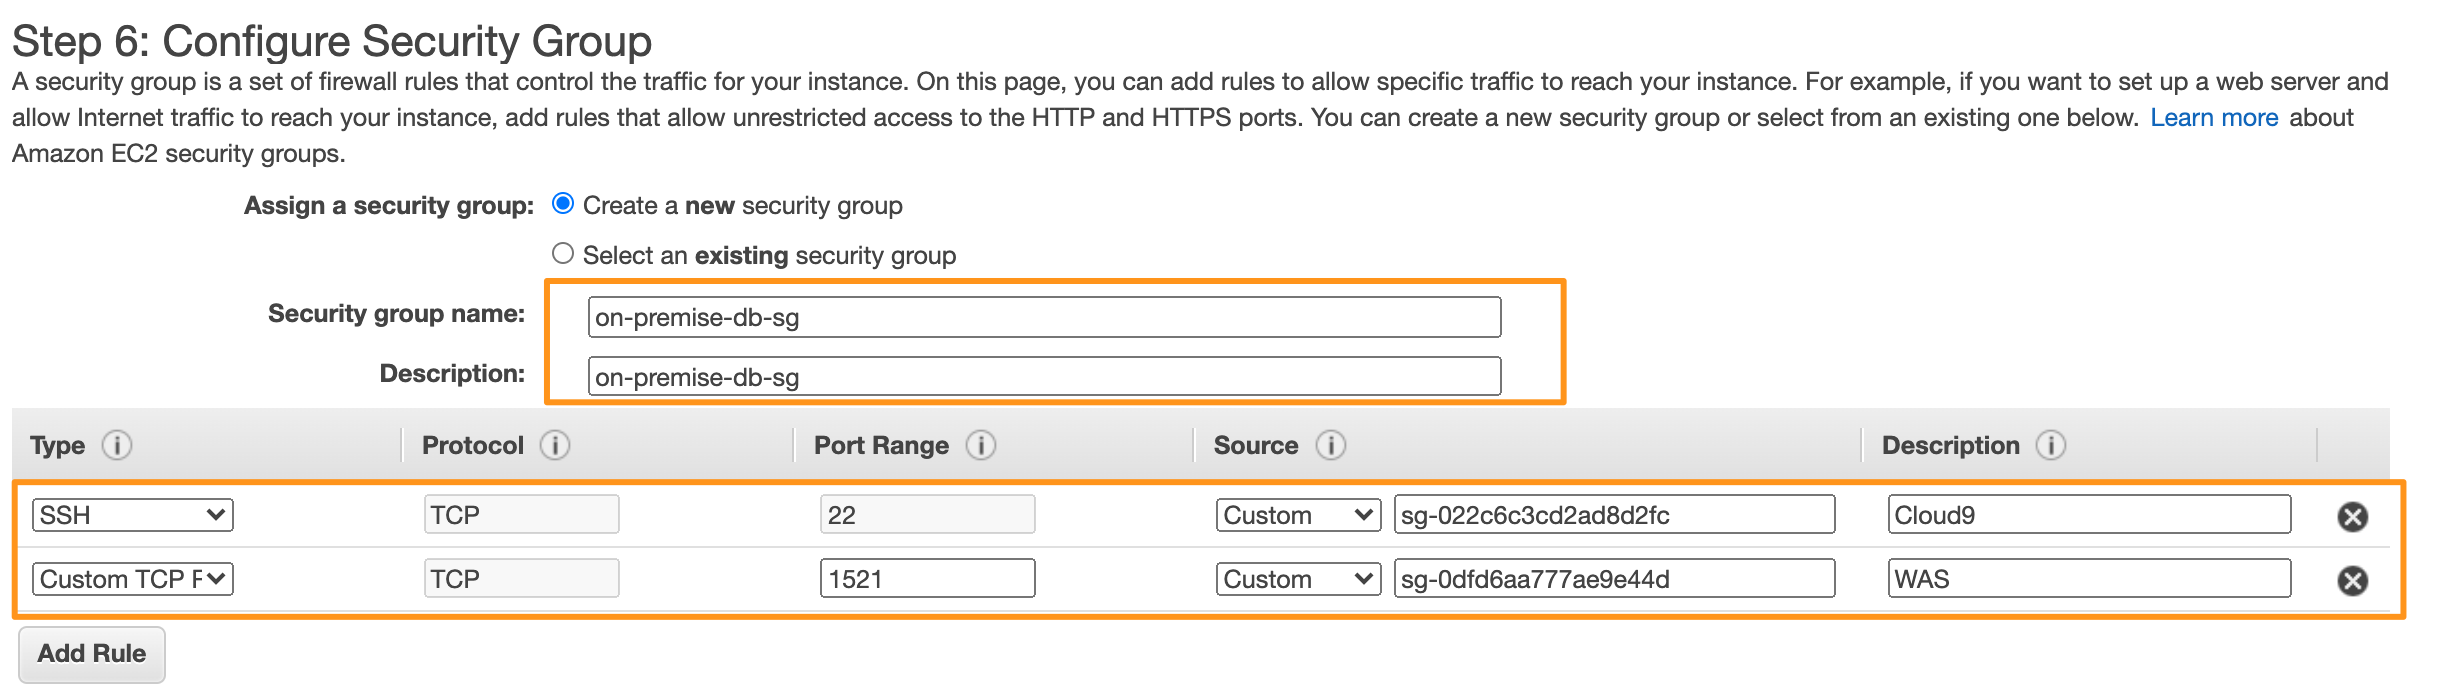 Step 6: Configure Security Group
A security group is a set of firewall rules that control the traffic for your instance. On this page, you can add rules to allow specific traffic to reach your instance. For example, if you want to set up a web server and
allow Internet traffic to reach your instance, add rules that allow unrestricted access to the HTTP and HTTPS ports. You can create a new security group or select from an existing one below. Learn more about
Amazon EC2 security groups.
Assign a security group: Create a new security group
Select an existing security group
Security group name: on-premise-db-sg
Description: on-premise-db-sg
Type i Protocol i Port Range i Source i Description i
SSH TCP 22 Custom sg-022c6c3cd2ad8d2fc Cloud9
Custom TCP F TCP 1521 Custom sg-0dfd6aa777ae9e44d WAS
Add Rule